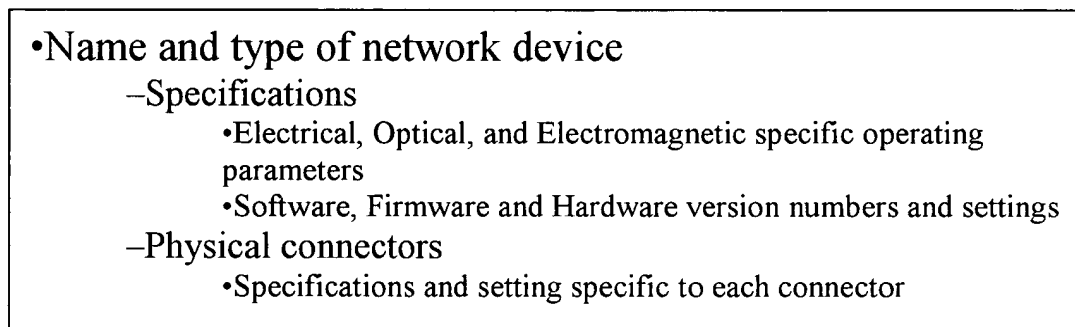 •Name and type of network device
–Specifications
•Electrical, Optical, and Electromagnetic specific operating
parameters
•Software, Firmware and Hardware version numbers and settings
–Physical connectors
•Specifications and setting specific to each connector